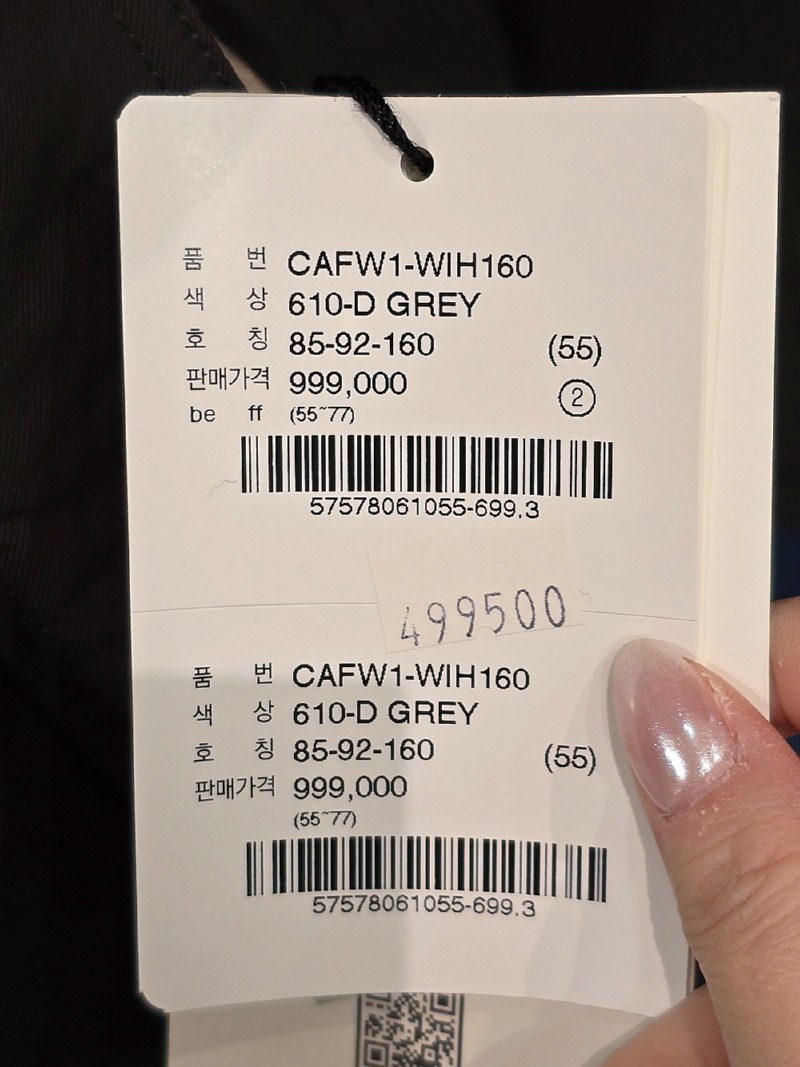 품 번 CAFW1-WIH160
색 상 610-D GREY
호 칭 85-92-160 (55)
판매가격 999,000 ②
be ff (55~77)
57578061055-699.3
499500
품 번 CAFW1-WIH160
색 상 610-D GREY
호 칭 85-92-160 (55)
판매가격 999,000
(55~77)
57578061055-699.3